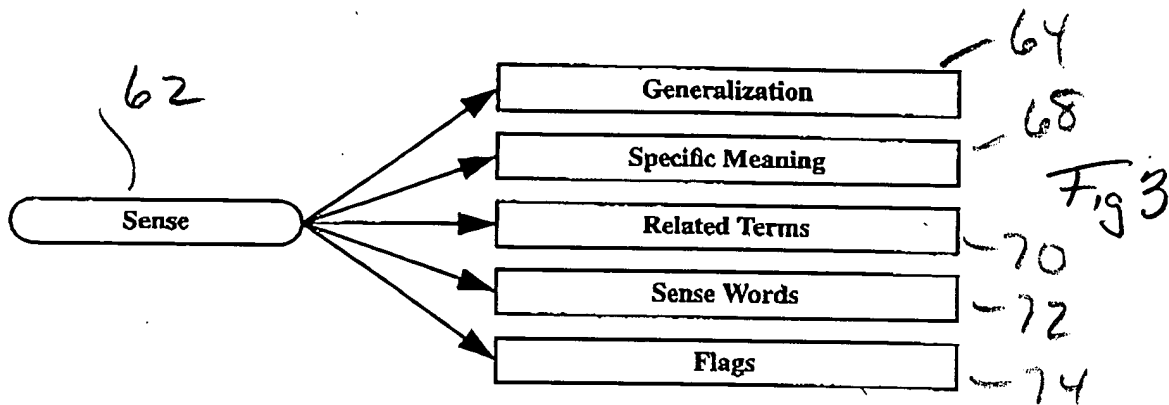 64
Generalization
62
68
Specific Meaning
Fig 3
Sense
Related Terms
70
Sense Words
72
Flags
74